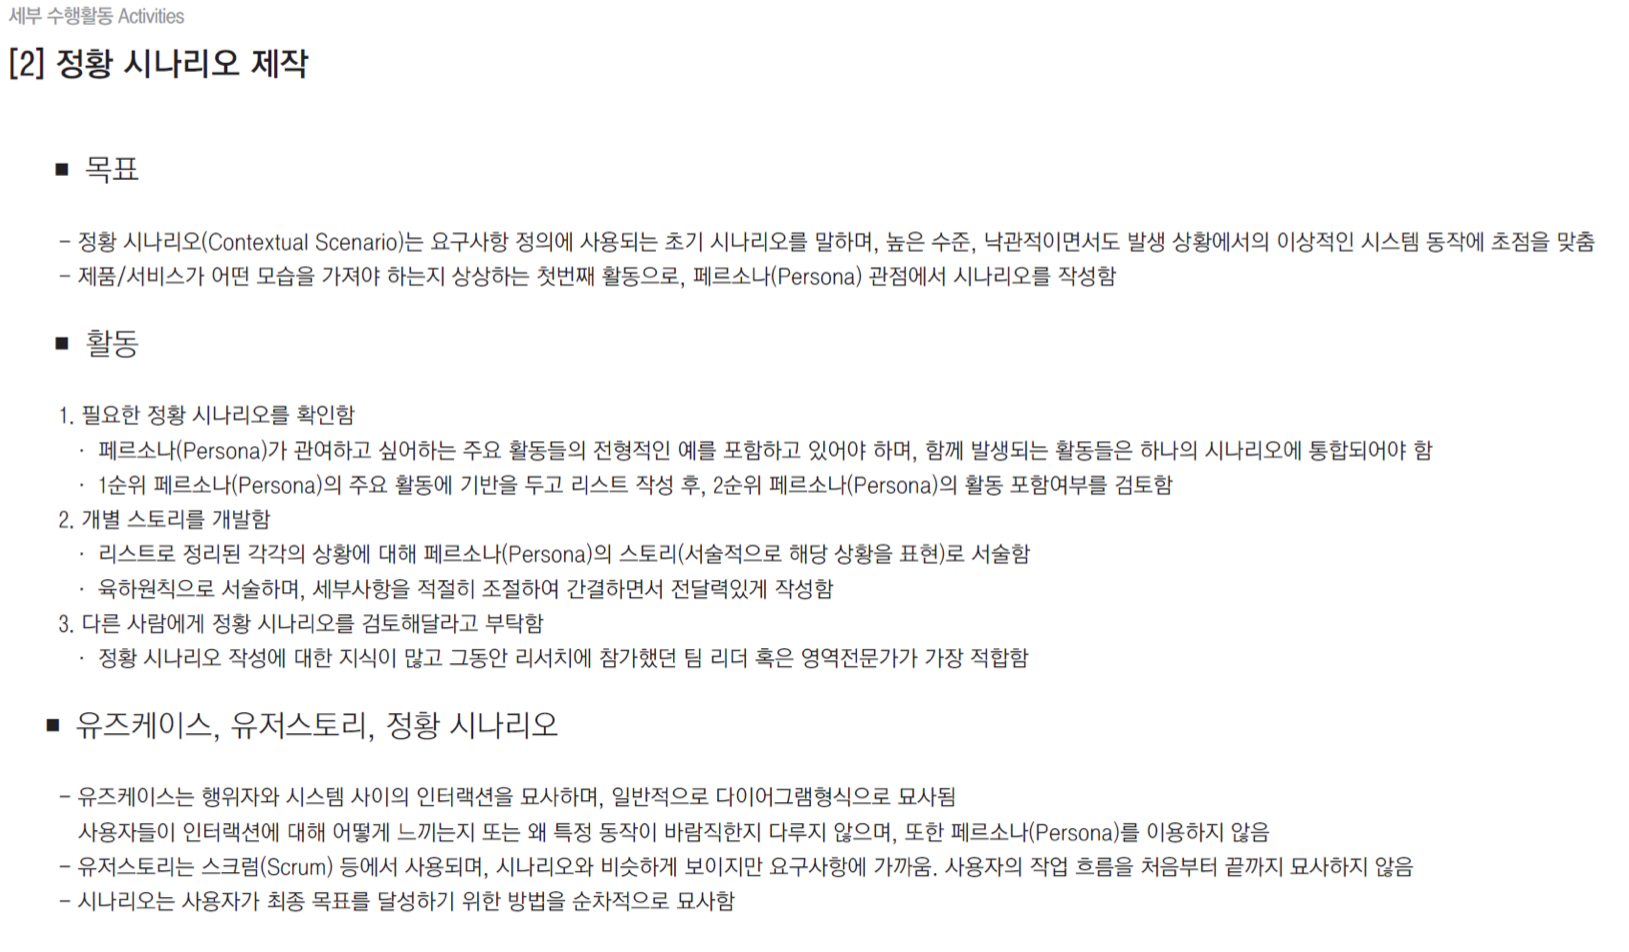 세부 수행활동 Activities
[2] 정황 시나리오 제작
■ 목표
– 정황 시나리오(Contextual Scenario)는 요구사항 정의에 사용되는 초기 시나리오를 말하며, 높은 수준, 낙관적이면서도 발생 상황에서의 이상적인 시스템 동작에 초점을 맞춤
– 제품/서비스가 어떤 모습을 가져야 하는지 상상하는 첫번째 활동으로, 페르소나(Persona) 관점에서 시나리오를 작성함
■ 활동
1. 필요한 정황 시나리오를 확인함
· 페르소나(Persona)가 관여하고 싶어하는 주요 활동들의 전형적인 예를 포함하고 있어야 하며, 함께 발생되는 활동들은 하나의 시나리오에 통합되어야 함
· 1순위 페르소나(Persona)의 주요 활동에 기반을 두고 리스트 작성 후, 2순위 페르소나(Persona)의 활동 포함여부를 검토함
2. 개별 스토리를 개발함
· 리스트로 정리된 각각의 상황에 대해 페르소나(Persona)의 스토리(서술적으로 해당 상황을 표현)로 서술함
· 육하원칙으로 서술하며, 세부사항을 적절히 조절하여 간결하면서 전달력있게 작성함
3. 다른 사람에게 정황 시나리오를 검토해달라고 부탁함
· 정황 시나리오 작성에 대한 지식이 많고 그동안 리서치에 참가했던 팀 리더 혹은 영역전문가가 가장 적합함
■ 유즈케이스, 유저스토리, 정황 시나리오
– 유즈케이스는 행위자와 시스템 사이의 인터랙션을 묘사하며, 일반적으로 다이어그램형식으로 묘사됨
사용자들이 인터랙션에 대해 어떻게 느끼는지 또는 왜 특정 동작이 바람직한지 다루지 않으며, 또한 페르소나(Persona)를 이용하지 않음
– 유저스토리는 스크럼(Scrum) 등에서 사용되며, 시나리오와 비슷하게 보이지만 요구사항에 가까움. 사용자의 작업 흐름을 처음부터 끝까지 묘사하지 않음
– 시나리오는 사용자가 최종 목표를 달성하기 위한 방법을 순차적으로 묘사함